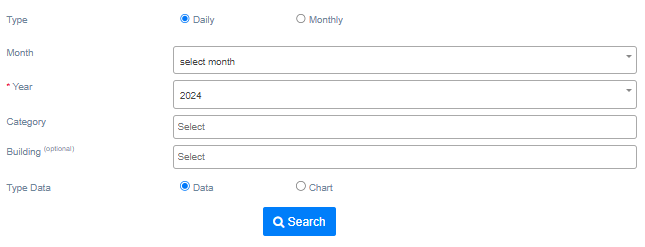 Type Daily Monthly
Month select month
* Year 2024
Category Select
Building (optional) Select
Type Data Data Chart
Search